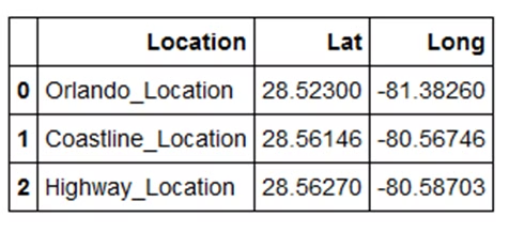 Location Lat Long
0 Orlando_Location 28.52300 -81.38260
1 Coastline_Location 28.56146 -80.56746
2 Highway_Location 28.56270 -80.58703